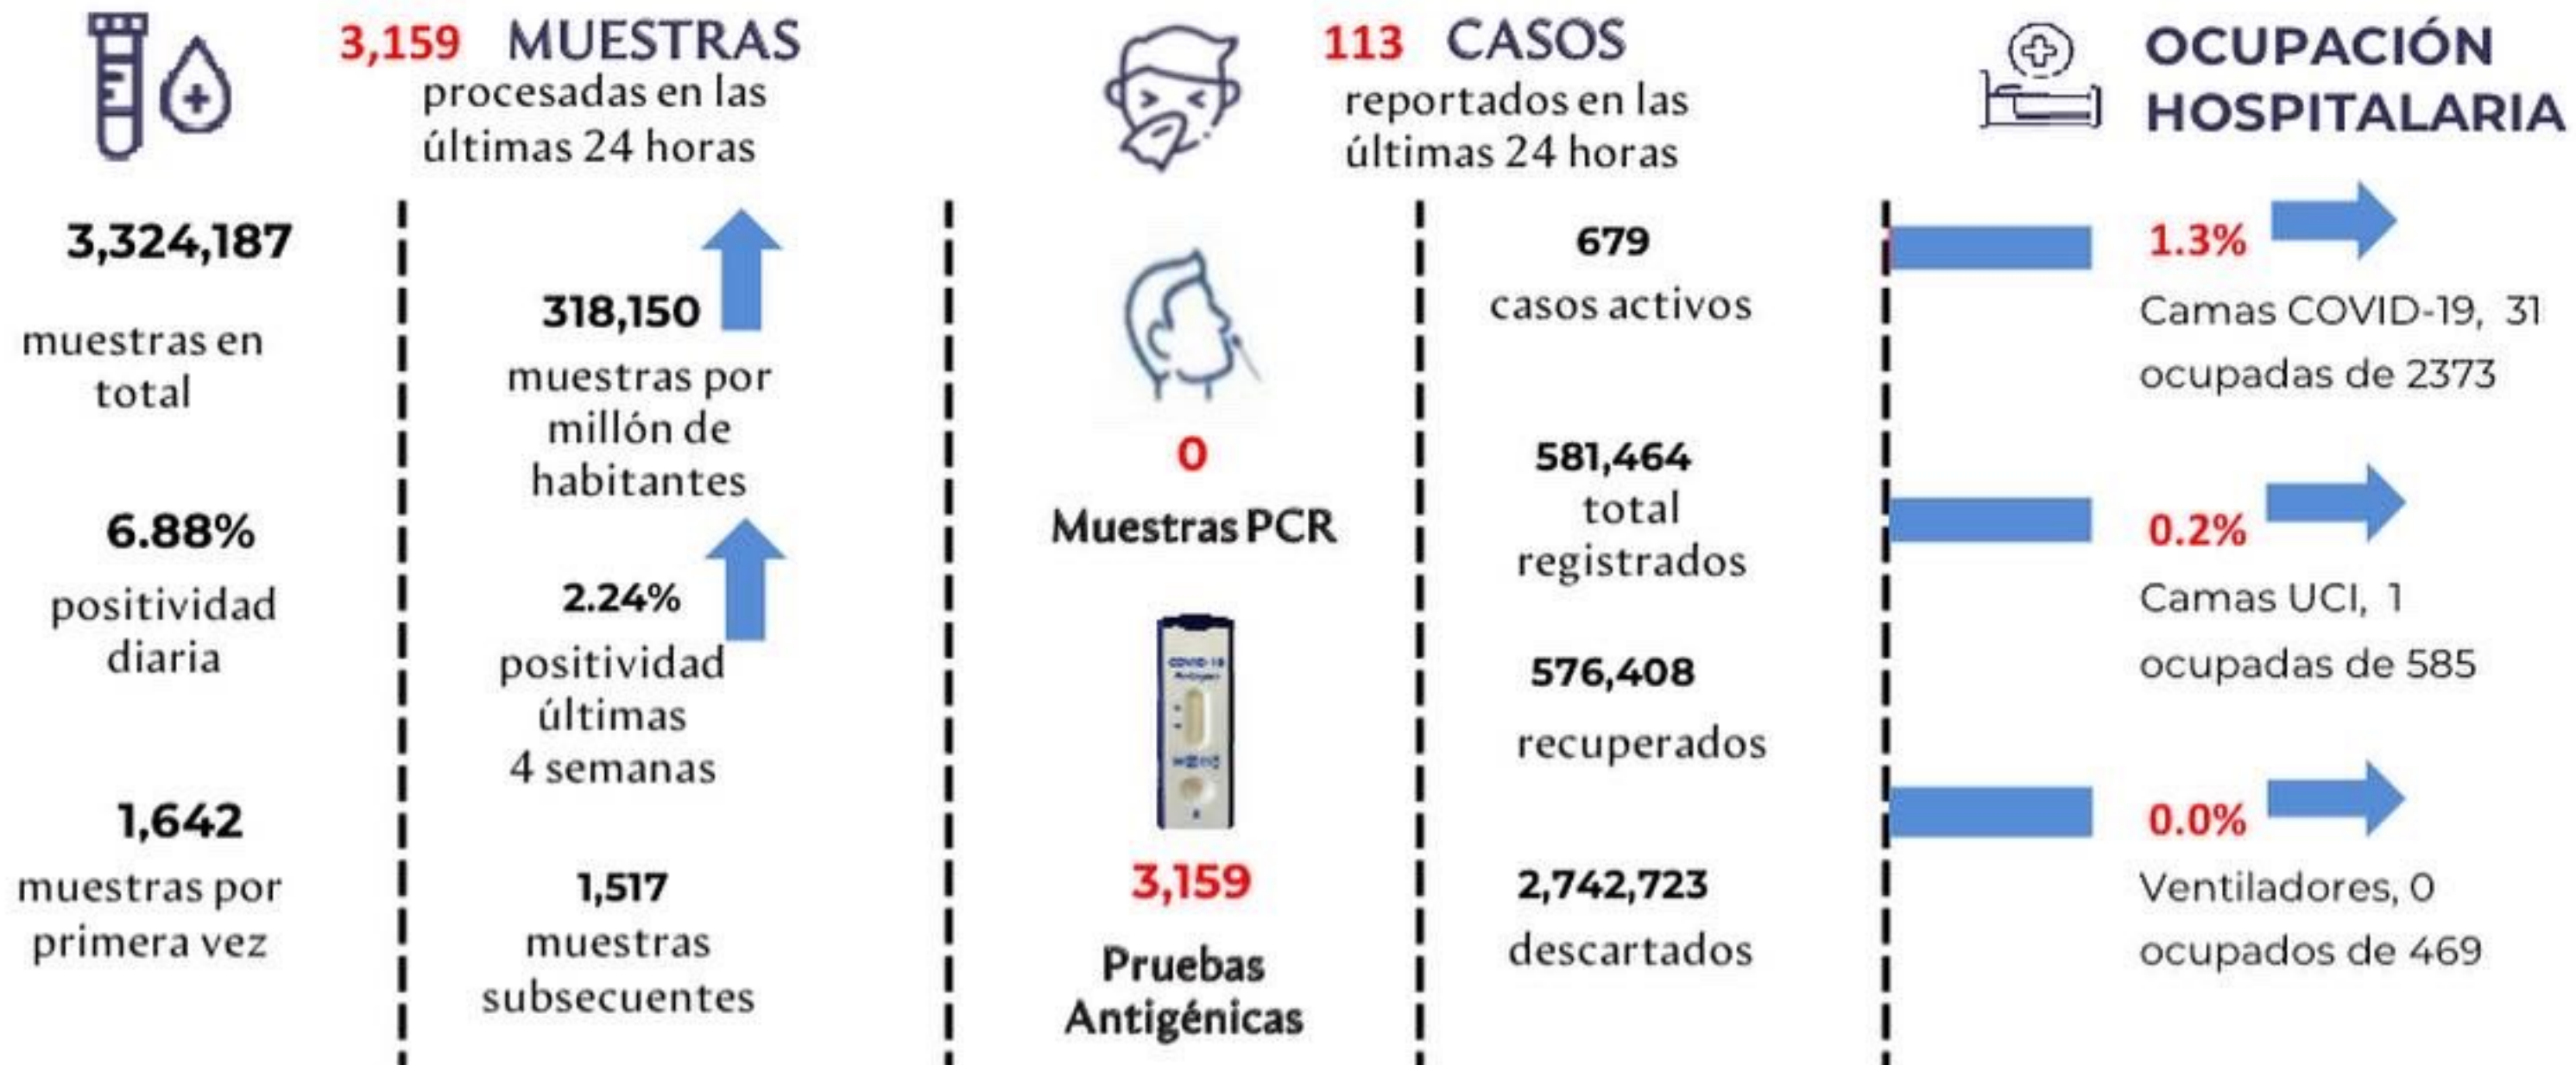 3,159 MUESTRAS
procesadas en las
últimas 24 horas
3,324,187
muestras en
total
6.88%
positividad
diaria
1,642
muestras por
primera vez
318,150
muestras por
millón de
habitantes
2.24%
positividad
últimas
4 semanas
1,517
muestras
subsecuentes
113 CASOS
reportados en las
últimas 24 horas
0
Muestras PCR
COVID-19
Antigen
3,159
Pruebas
Antigénicas
679
casos activos
581,464
total
registrados
576,408
recuperados
2,742,723
descartados
OCUPACIÓN
HOSPITALARIA
1.3%
Camas COVID-19, 31
ocupadas de 2373
0.2%
Camas UCI, 1
ocupadas de 585
0.0%
Ventiladores, 0
ocupados de 469